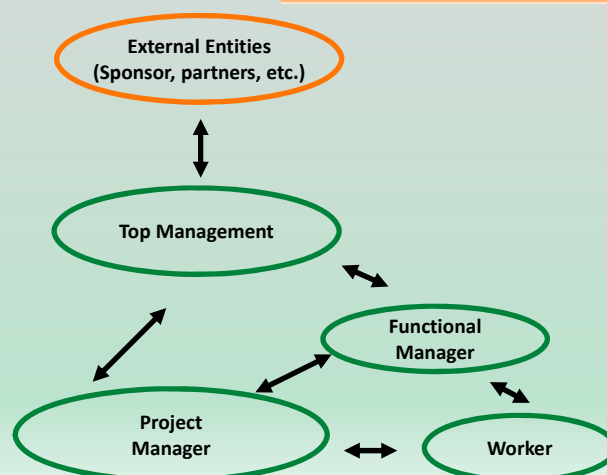 External Entities
(Sponsor, partners, etc.)
Top Management
Functional
Manager
Project
Manager
Worker